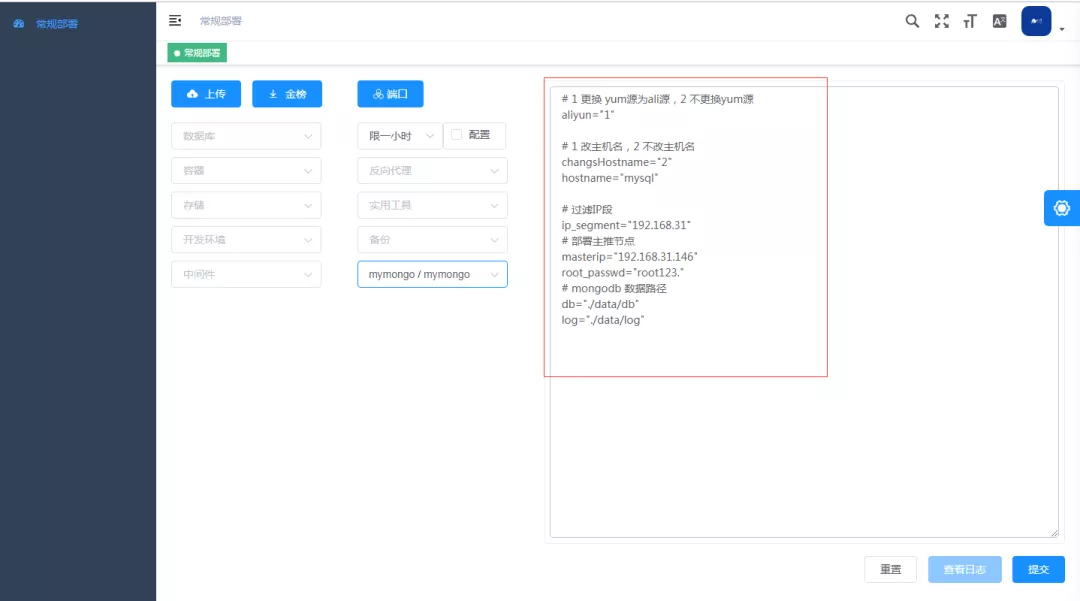 常规部署
常规部署
常规部署
上传
金榜
端口
数据库
限一小时
配置
容器
反向代理
存储
实用工具
开发环境
备份
中间件
mymongo / mymongo
# 1 更换 yum源为ali源，2 不更换yum源
aliyun="1"
# 1 改主机名，2 不改主机名
changsHostname="2"
hostname="mysql"
# 过滤IP段
ip_segment="192.168.31"
# 部署主推节点
masterip="192.168.31.146"
root_passwd="root123."
# mongodb 数据路径
db="./data/db"
log="./data/log"
重置
查看日志
提交